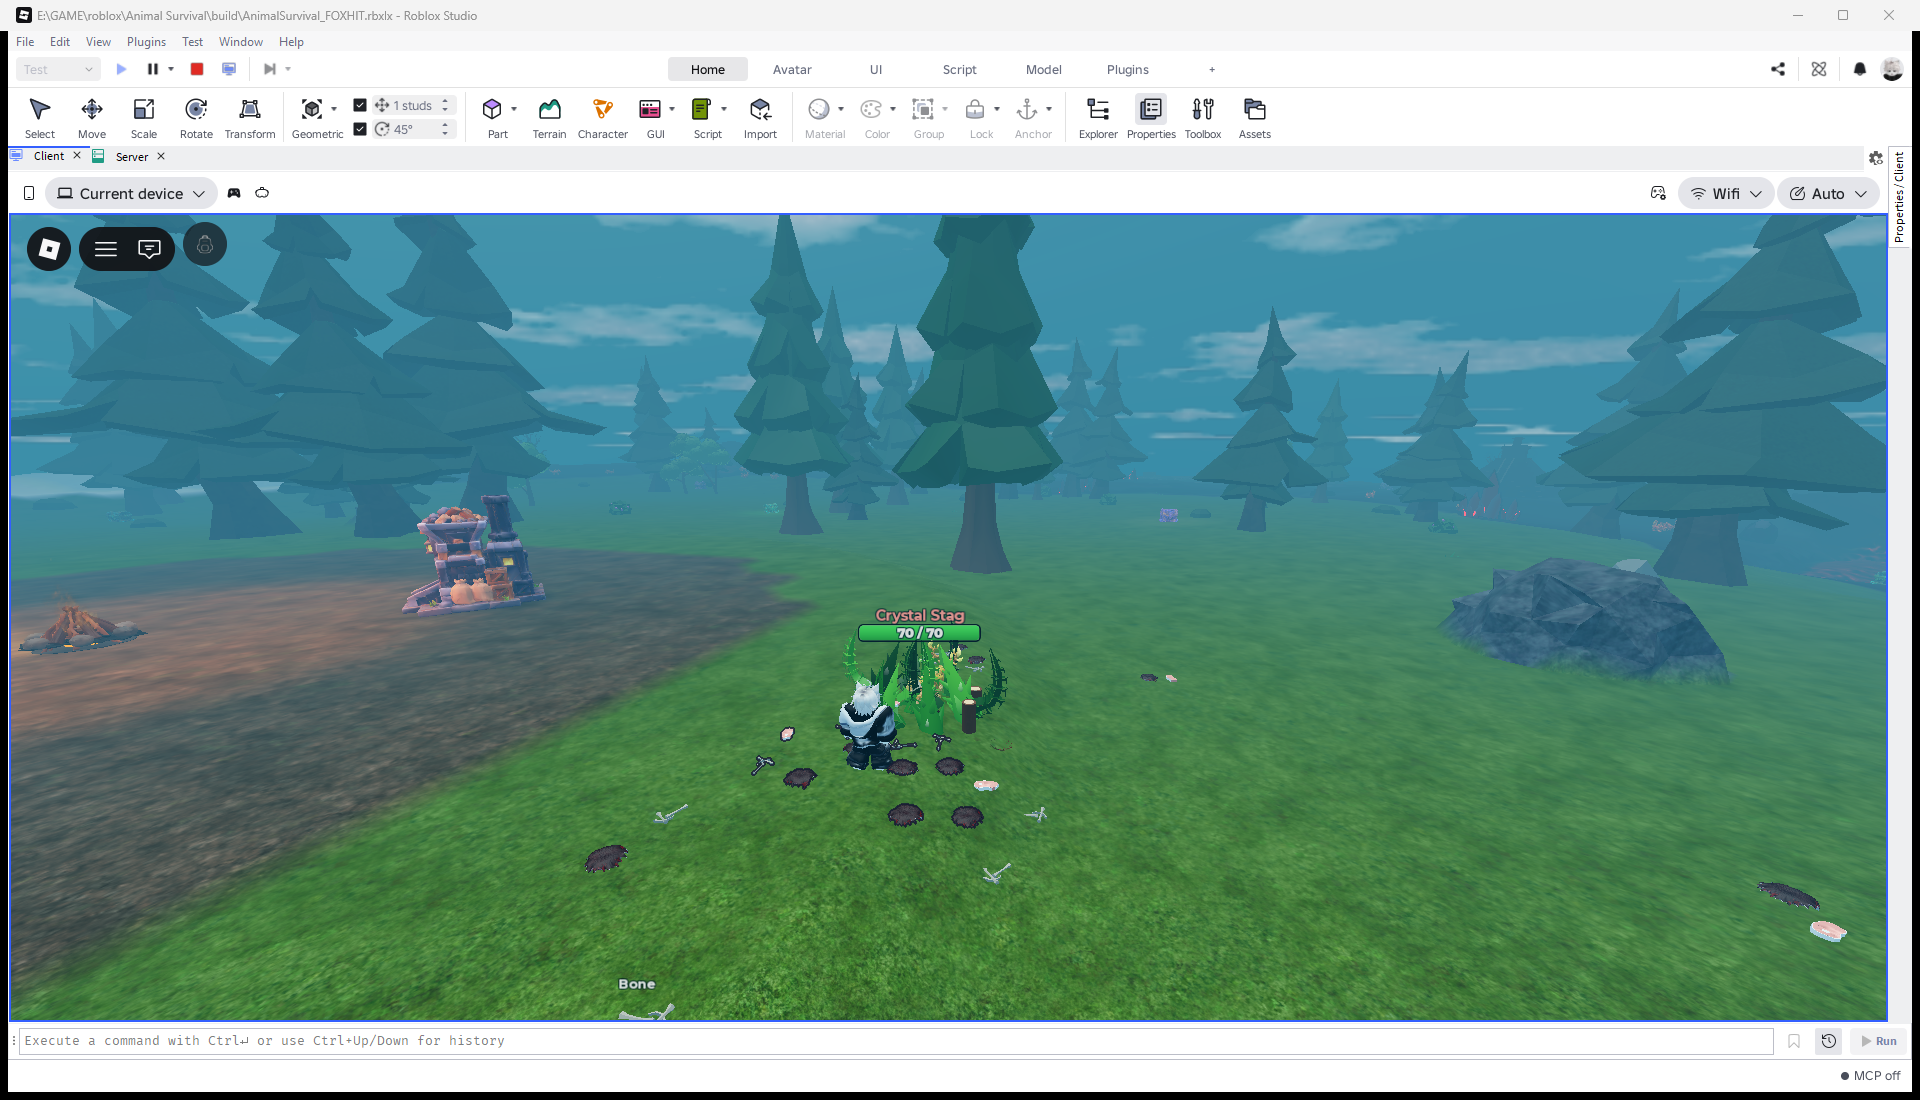 E:\GAME\roblox\Animal Survival\build\AnimalSurvival_FOXHIT.rbxlx - Roblox Studio
File Edit View Plugins Test Window Help
Test
Home Avatar UI Script Model Plugins +
1 studs
45°
Select Move Scale Rotate Transform Geometric Part Terrain Character GUI Script Import Material Color Group Lock Anchor Explorer Properties Toolbox Assets
Client Server
Properties / Client
Current device
Wifi
Auto
Crystal Stag
70 / 70
Bone
Execute a command with Ctrl↵ or use Ctrl+Up/Down for history
Run
MCP off